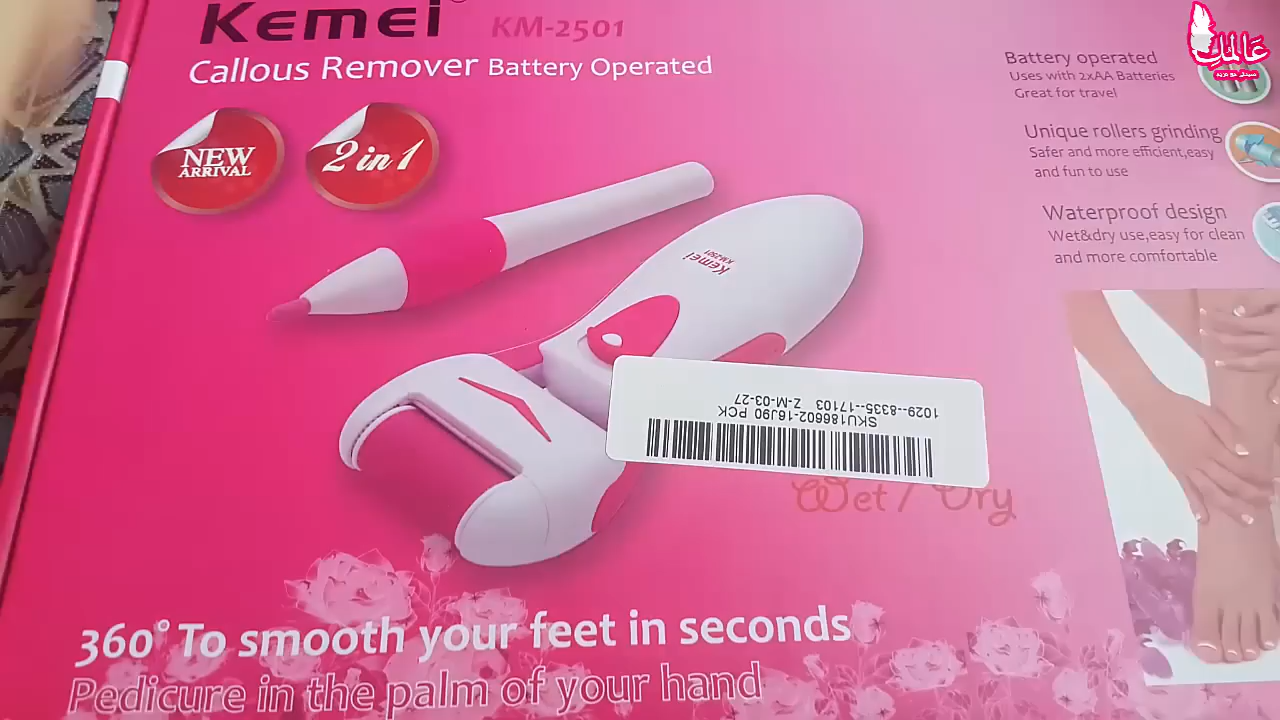 Kemei KM-2501
Callous Remover Battery Operated
NEW
ARRIVAL
2 in 1
Battery operated
Uses with 2xAA Batteries
Great for travel
Unique rollers grinding
Safer and more efficient,easy
and fun to use
Waterproof design
Wet&dry use,easy for clean
and more comfortable
Kemei
KM2501
SKU186602-16J90 PCK
1029--8335--17103 Z-M-03-27
Wet / Dry
360° To smooth your feet in seconds
Pedicure in the palm of your hand
عالمكِ